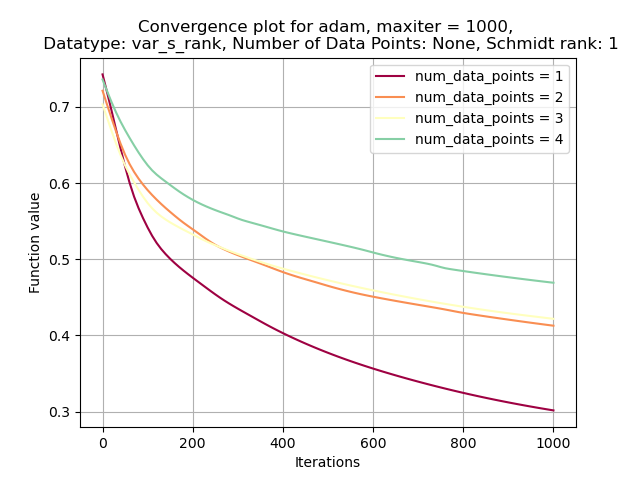 Convergence plot for adam, maxiter = 1000,
Datatype: var_s_rank, Number of Data Points: None, Schmidt rank: 1
num_data_points = 1
num_data_points = 2
num_data_points = 3
num_data_points = 4
Function value
0.7
0.6
0.5
0.4
0.3
0 200 400 600 800 1000
Iterations